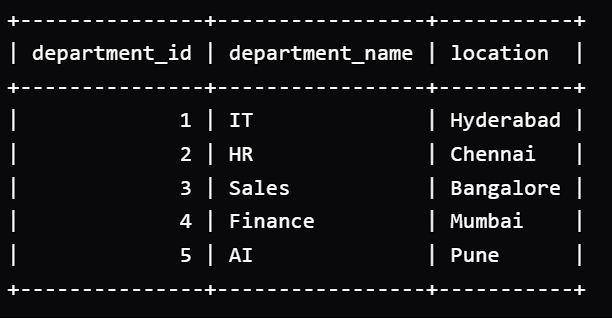 +---------------+-----------------+-----------+
| department_id | department_name | location  |
+---------------+-----------------+-----------+
|             1 | IT              | Hyderabad |
|             2 | HR              | Chennai   |
|             3 | Sales           | Bangalore |
|             4 | Finance         | Mumbai    |
|             5 | AI              | Pune      |
+---------------+-----------------+-----------+